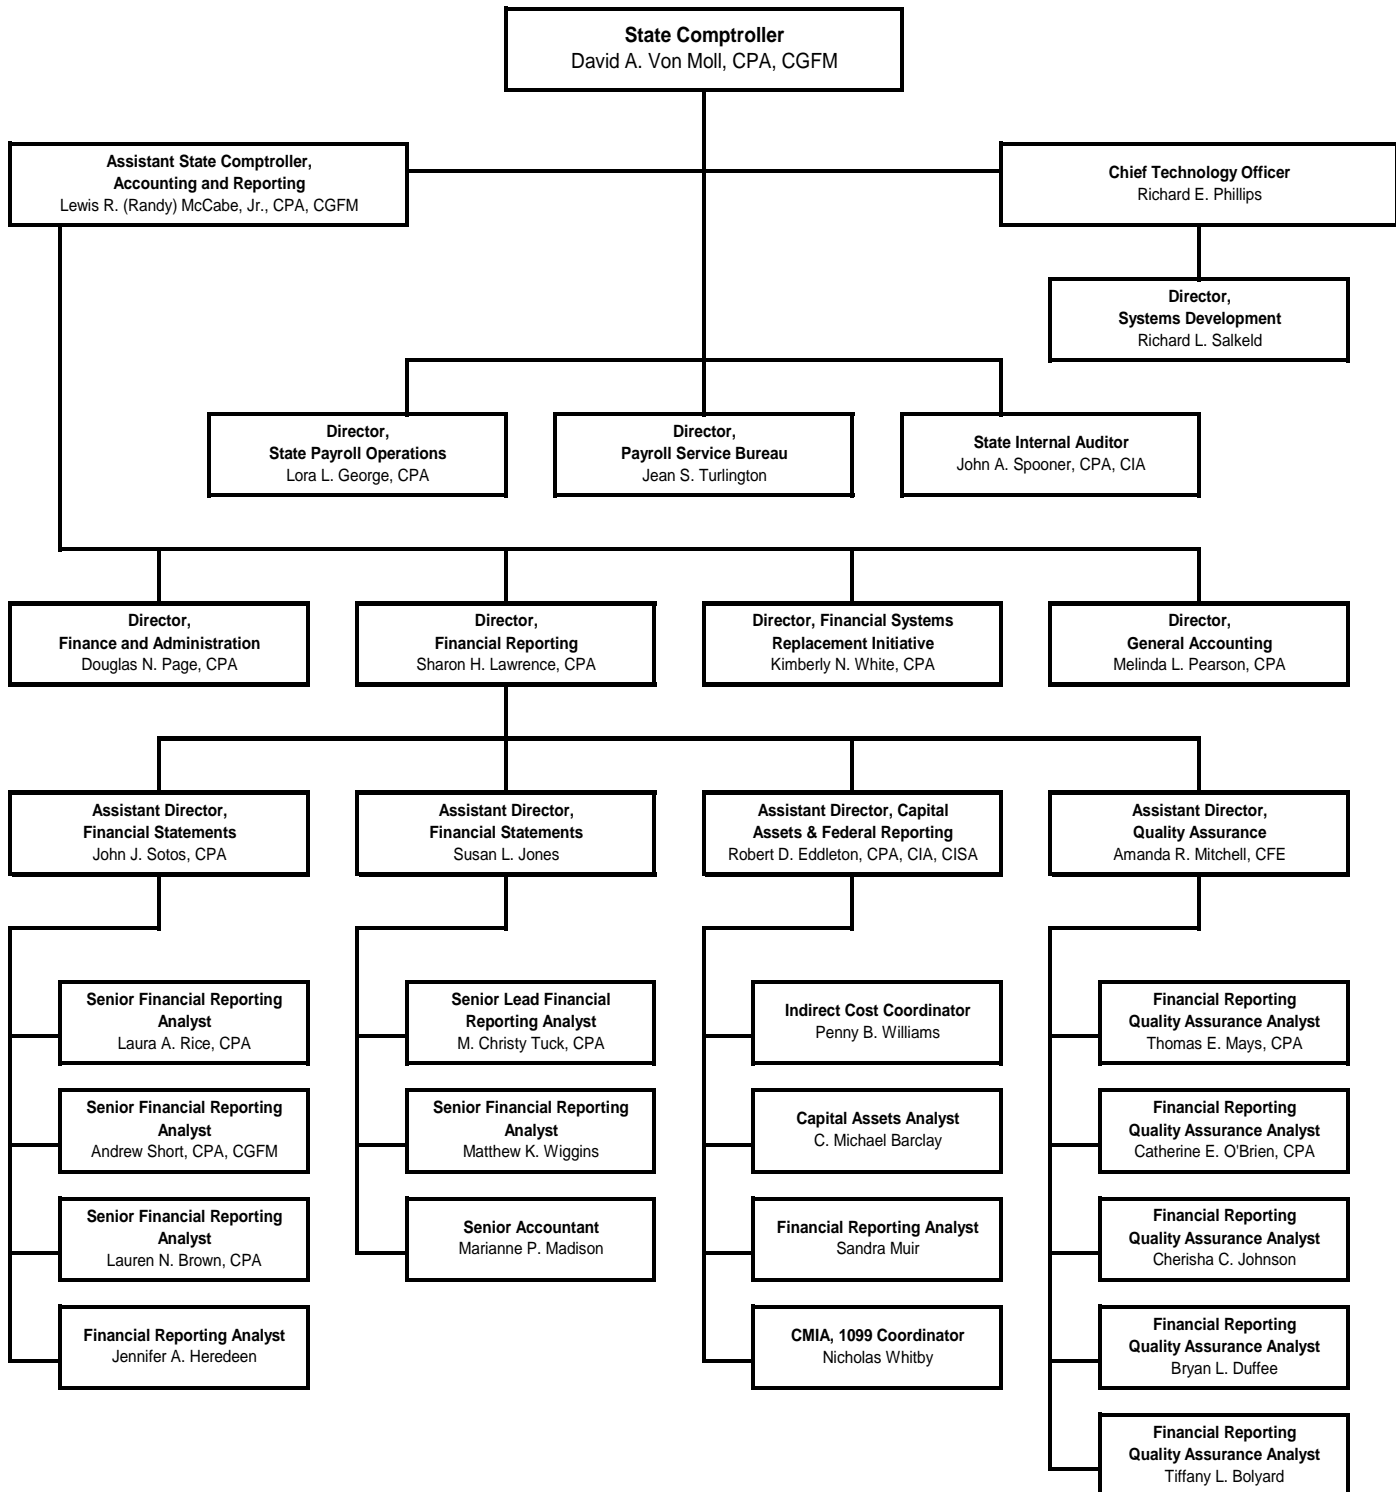 State Comptroller
David A. Von Moll, CPA, CGFM
Assistant State Comptroller,
Accounting and Reporting
Lewis R. (Randy) McCabe, Jr., CPA, CGFM
Chief Technology Officer
Richard E. Phillips
Director,
Systems Development
Richard L. Salkeld
Director,
State Payroll Operations
Lora L. George, CPA
Director,
Payroll Service Bureau
Jean S. Turlington
State Internal Auditor
John A. Spooner, CPA, CIA
Director,
Finance and Administration
Douglas N. Page, CPA
Director,
Financial Reporting
Sharon H. Lawrence, CPA
Director, Financial Systems
Replacement Initiative
Kimberly N. White, CPA
Director,
General Accounting
Melinda L. Pearson, CPA
Assistant Director,
Financial Statements
John J. Sotos, CPA
Assistant Director,
Financial Statements
Susan L. Jones
Assistant Director, Capital
Assets & Federal Reporting
Robert D. Eddleton, CPA, CIA, CISA
Assistant Director,
Quality Assurance
Amanda R. Mitchell, CFE
Senior Financial Reporting
Analyst
Laura A. Rice, CPA
Senior Financial Reporting
Analyst
Andrew Short, CPA, CGFM
Senior Financial Reporting
Analyst
Lauren N. Brown, CPA
Financial Reporting Analyst
Jennifer A. Heredeen
Senior Lead Financial
Reporting Analyst
M. Christy Tuck, CPA
Senior Financial Reporting
Analyst
Matthew K. Wiggins
Senior Accountant
Marianne P. Madison
Indirect Cost Coordinator
Penny B. Williams
Capital Assets Analyst
C. Michael Barclay
Financial Reporting Analyst
Sandra Muir
CMIA, 1099 Coordinator
Nicholas Whitby
Financial Reporting
Quality Assurance Analyst
Thomas E. Mays, CPA
Financial Reporting
Quality Assurance Analyst
Catherine E. O'Brien, CPA
Financial Reporting
Quality Assurance Analyst
Cherisha C. Johnson
Financial Reporting
Quality Assurance Analyst
Bryan L. Duffee
Financial Reporting
Quality Assurance Analyst
Tiffany L. Bolyard